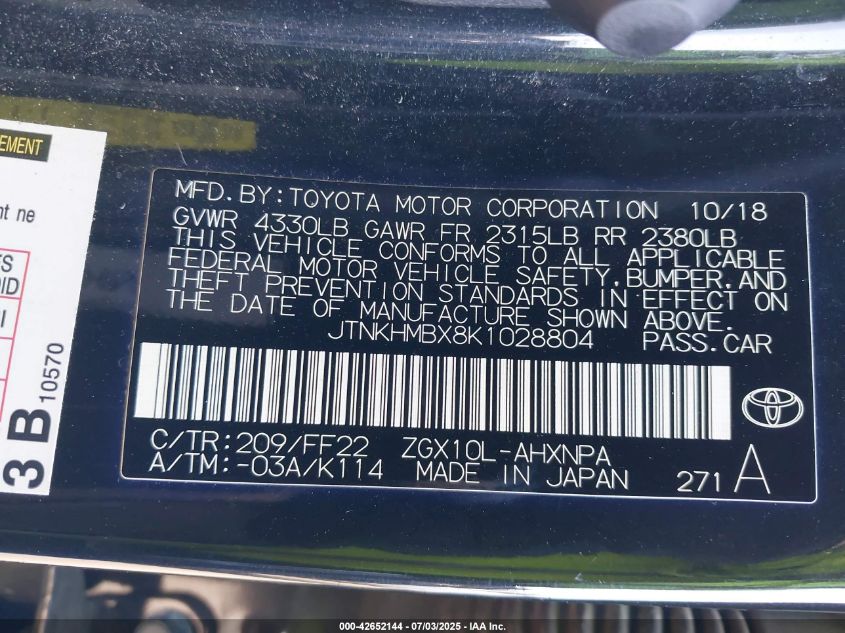 EMENT
nt ne
3 B
10570
MFD.BY:TOYOTA MOTOR CORPORATION 10/18
GVWR 4330LB GAWR FR 2315LB RR 2380LB
THIS VEHICLE CONFORMS TO ALL APPLICABLE
FEDERAL MOTOR VEHICLE SAFETY,BUMPER,AND
THEFT PREVENTION STANDARDS IN EFFECT ON
THE DATE OF MANUFACTURE SHOWN ABOVE.
JTNKHMBX8K1028804 PASS.CAR
C/TR:209/FF22 ZGX10L-AHXNPA
A/TM:-03A/K114 MADE IN JAPAN 271 A
000-42652144 - 07/03/2025 - IAA Inc.